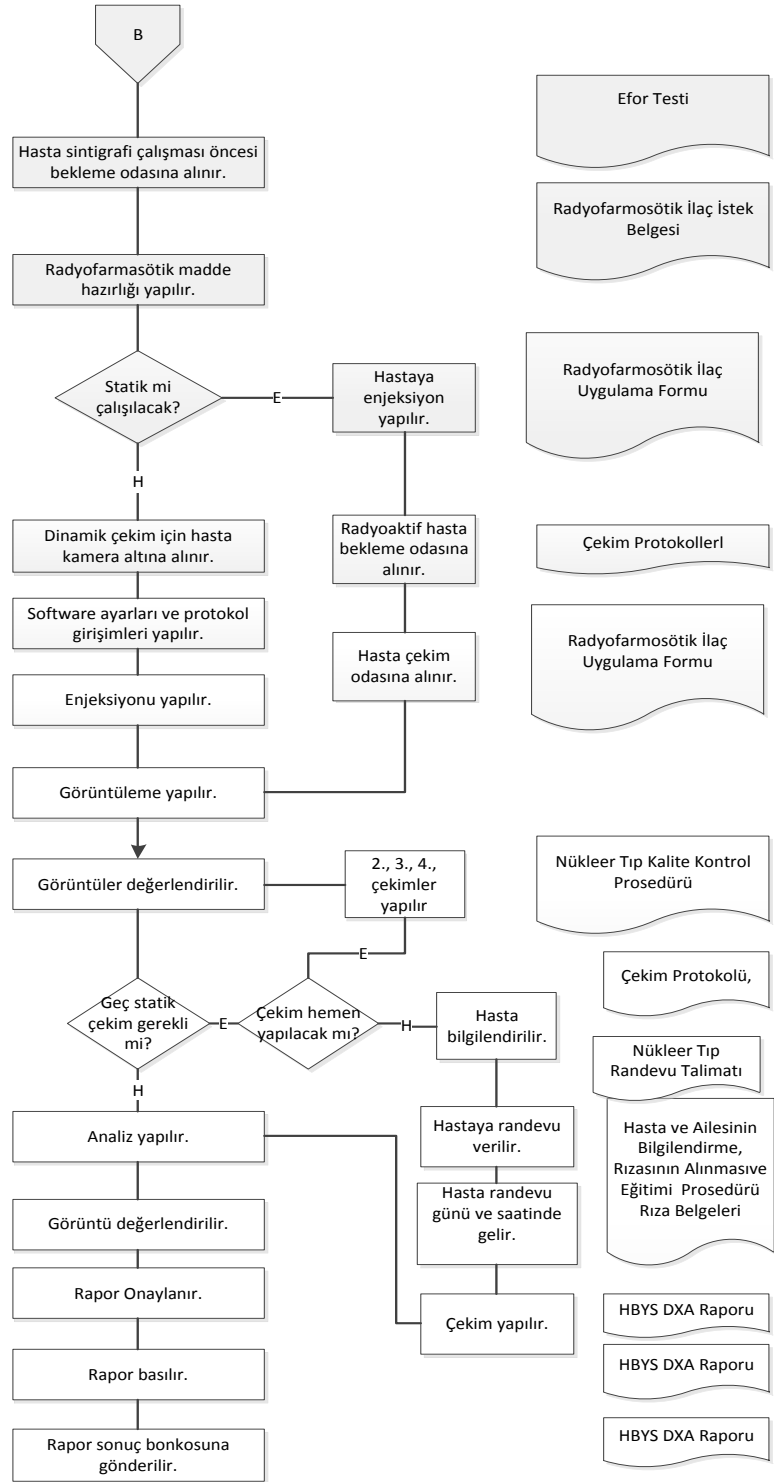 B
Efor Testi
Hasta sintigrafi çalışması öncesi
bekleme odasına alınır.
Radyofarmosötik İlaç İstek
Belgesi
Radyofarmasötik madde
hazırlığı yapılır.
Statik mi
çalışılacak?
E
Hastaya
enjeksiyon
yapılır.
Radyofarmosötik İlaç
Uygulama Formu
H
Dinamik çekim için hasta
kamera altına alınır.
Radyoaktif hasta
bekleme odasına
alınır.
Çekim Protokollerl
Software ayarları ve protokol
girişimleri yapılır.
Hasta çekim
odasına alınır.
Radyofarmosötik İlaç
Uygulama Formu
Enjeksiyonu yapılır.
Görüntüleme yapılır.
Görüntüler değerlendirilir.
2., 3., 4.,
çekimler
yapılır
Nükleer Tıp Kalite Kontrol
Prosedürü
E
Geç statik
çekim gerekli
mi?
E
Çekim hemen
yapılacak mı?
H
Hasta
bilgilendirilir.
Çekim Protokolü,
Nükleer Tıp
Randevu Talimatı
H
Analiz yapılır.
Hastaya randevu
verilir.
Hasta ve Ailesinin
Bilgilendirme,
Rızasının Alınmasıve
Eğitimi Prosedürü
Rıza Belgeleri
Görüntü değerlendirilir.
Hasta randevu
günü ve saatinde
gelir.
Rapor Onaylanır.
Çekim yapılır.
HBYS DXA Raporu
Rapor basılır.
HBYS DXA Raporu
Rapor sonuç bonkosuna
gönderilir.
HBYS DXA Raporu